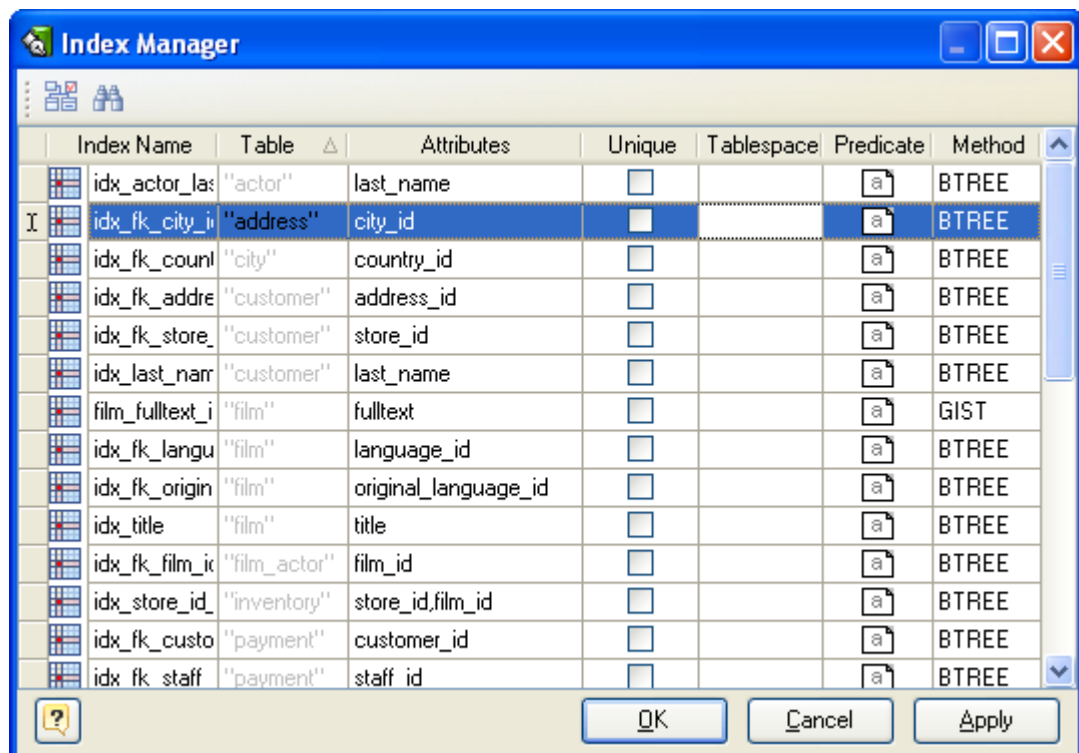 Index Manager
Index Name Table Attributes Unique Tablespace Predicate Method
idx_actor_las "actor" last_name a BTREE
idx_fk_city_i "address" city_id a BTREE
idx_fk_count "city" country_id a BTREE
idx_fk_addre "customer" address_id a BTREE
idx_fk_store_ "customer" store_id a BTREE
idx_last_nam "customer" last_name a BTREE
film_fulltext_i "film" fulltext a GIST
idx_fk_langu "film" language_id a BTREE
idx_fk_origin "film" original_language_id a BTREE
idx_title "film" title a BTREE
idx_fk_film_i "film_actor" film_id a BTREE
idx_store_id_ "inventory" store_id,film_id a BTREE
idx_fk_custo "payment" customer_id a BTREE
idx_fk_staff "payment" staff_id a BTREE
? OK Cancel Apply